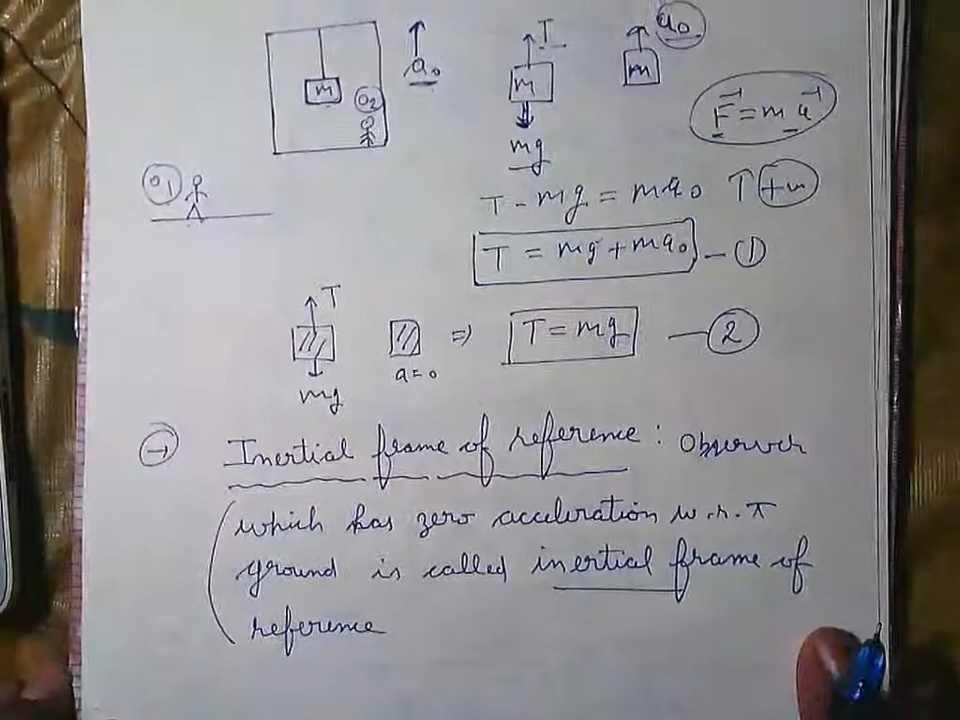 m
O2
a0
T
m
mg
a0
m
F = m a
O1
T - mg = ma0 ↑ +ve
T = mg + ma0 - ①
T
mg
a=0
⇒ T = mg — ②
→ Inertial frame of reference : Observer
which has zero acceleration w.r.t
ground is called inertial frame of
reference